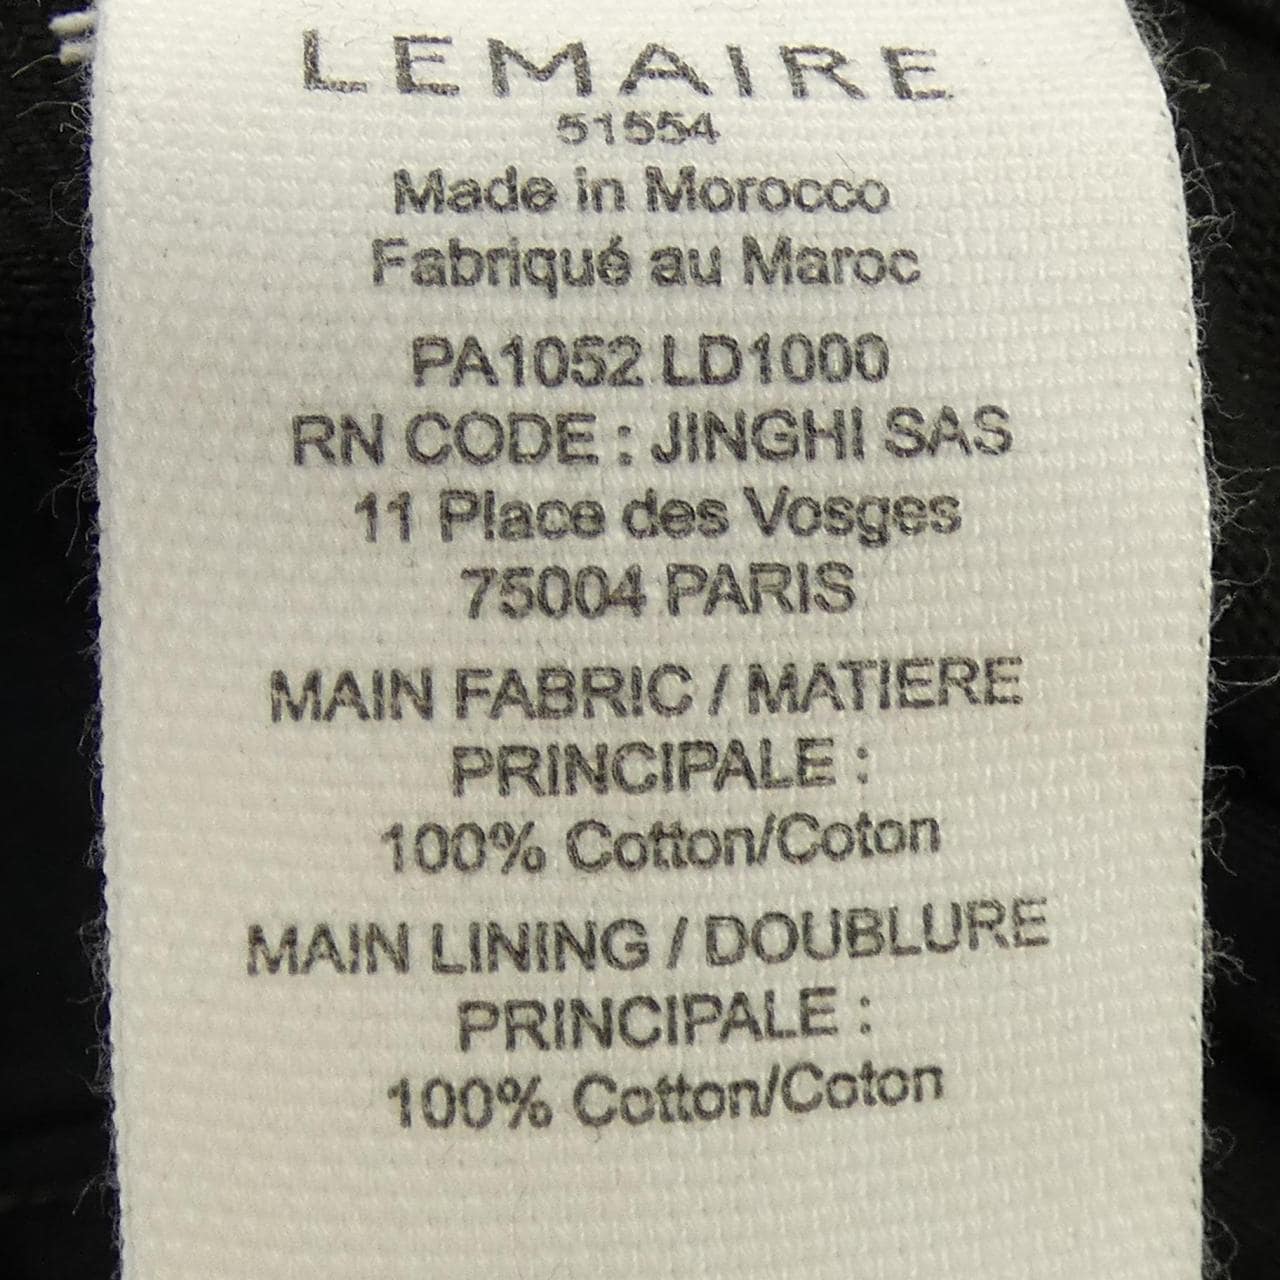 LEMAIRE
51554
Made in Morocco
Fabriqué au Maroc
PA1052 LD1000
RN CODE : JINGHI SAS
11 Place des Vosges
75004 PARIS
MAIN FABRIC / MATIERE
PRINCIPALE :
100% Cotton/Coton
MAIN LINING / DOUBLURE
PRINCIPALE :
100% Cotton/Coton